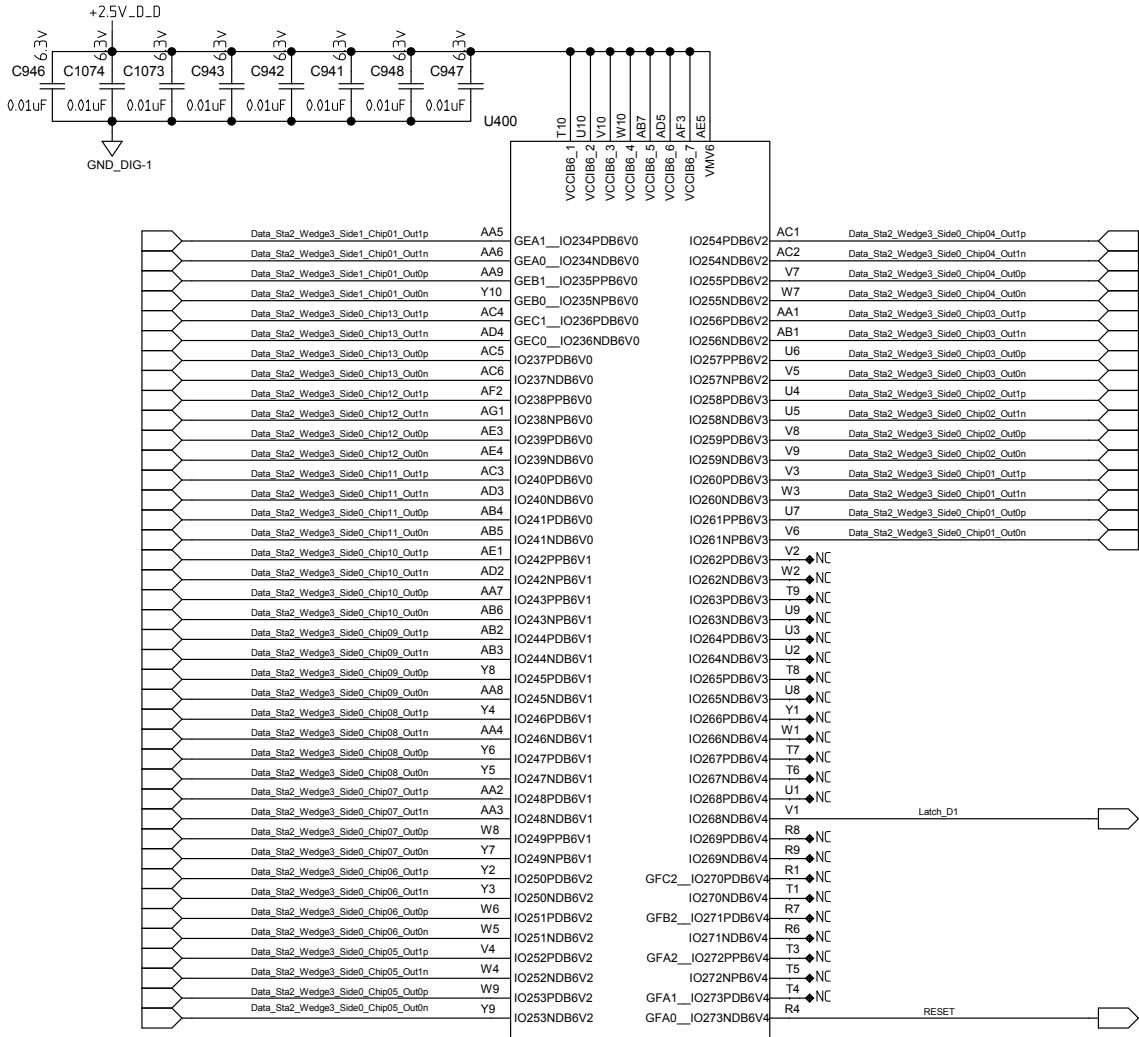 +2.5V_D_D
6.3v 6.3v 6.3v 6.3v 6.3v 6.3v 6.3v 6.3v
C946 C1074 C1073 C943 C942 C941 C948 C947
0.01uF 0.01uF 0.01uF 0.01uF 0.01uF 0.01uF 0.01uF 0.01uF
GND_DIG-1
U400
T10 U10 V10 W10 AB7 AD5 AF3 AE5
VCCIB6_1 VCCIB6_2 VCCIB6_3 VCCIB6_4 VCCIB6_5 VCCIB6_6 VCCIB6_7 VMV6
Data_Sta2_Wedge3_Side1_Chip01_Out1p AA5 GEA1__IO234PDB6V0 IO254PDB6V2 AC1 Data_Sta2_Wedge3_Side0_Chip04_Out1p
Data_Sta2_Wedge3_Side1_Chip01_Out1n AA6 GEA0__IO234NDB6V0 IO254NDB6V2 AC2 Data_Sta2_Wedge3_Side0_Chip04_Out1n
Data_Sta2_Wedge3_Side1_Chip01_Out0p AA9 GEB1__IO235PPB6V0 IO255PDB6V2 V7 Data_Sta2_Wedge3_Side0_Chip04_Out0p
Data_Sta2_Wedge3_Side1_Chip01_Out0n Y10 GEB0__IO235NPB6V0 IO255NDB6V2 W7 Data_Sta2_Wedge3_Side0_Chip04_Out0n
Data_Sta2_Wedge3_Side0_Chip13_Out1p AC4 GEC1__IO236PDB6V0 IO256PDB6V2 AA1 Data_Sta2_Wedge3_Side0_Chip03_Out1p
Data_Sta2_Wedge3_Side0_Chip13_Out1n AD4 GEC0__IO236NDB6V0 IO256NDB6V2 AB1 Data_Sta2_Wedge3_Side0_Chip03_Out1n
Data_Sta2_Wedge3_Side0_Chip13_Out0p AC5 IO237PDB6V0 IO257PPB6V2 U6 Data_Sta2_Wedge3_Side0_Chip03_Out0p
Data_Sta2_Wedge3_Side0_Chip13_Out0n AC6 IO237NDB6V0 IO257NPB6V2 V5 Data_Sta2_Wedge3_Side0_Chip03_Out0n
Data_Sta2_Wedge3_Side0_Chip12_Out1p AF2 IO238PPB6V0 IO258PDB6V3 U4 Data_Sta2_Wedge3_Side0_Chip02_Out1p
Data_Sta2_Wedge3_Side0_Chip12_Out1n AG1 IO238NPB6V0 IO258NDB6V3 U5 Data_Sta2_Wedge3_Side0_Chip02_Out1n
Data_Sta2_Wedge3_Side0_Chip12_Out0p AE3 IO239PDB6V0 IO259PDB6V3 V8 Data_Sta2_Wedge3_Side0_Chip02_Out0p
Data_Sta2_Wedge3_Side0_Chip12_Out0n AE4 IO239NDB6V0 IO259NDB6V3 V9 Data_Sta2_Wedge3_Side0_Chip02_Out0n
Data_Sta2_Wedge3_Side0_Chip11_Out1p AC3 IO240PDB6V0 IO260PDB6V3 V3 Data_Sta2_Wedge3_Side0_Chip01_Out1p
Data_Sta2_Wedge3_Side0_Chip11_Out1n AD3 IO240NDB6V0 IO260NDB6V3 W3 Data_Sta2_Wedge3_Side0_Chip01_Out1n
Data_Sta2_Wedge3_Side0_Chip11_Out0p AB4 IO241PDB6V0 IO261PPB6V3 U7 Data_Sta2_Wedge3_Side0_Chip01_Out0p
Data_Sta2_Wedge3_Side0_Chip11_Out0n AB5 IO241NDB6V0 IO261NPB6V3 V6 Data_Sta2_Wedge3_Side0_Chip01_Out0n
Data_Sta2_Wedge3_Side0_Chip10_Out1p AE1 IO242PPB6V1 IO262PDB6V3 V2 NC
Data_Sta2_Wedge3_Side0_Chip10_Out1n AD2 IO242NPB6V1 IO262NDB6V3 W2 NC
Data_Sta2_Wedge3_Side0_Chip10_Out0p AA7 IO243PPB6V1 IO263PDB6V3 T9 NC
Data_Sta2_Wedge3_Side0_Chip10_Out0n AB6 IO243NPB6V1 IO263NDB6V3 U9 NC
Data_Sta2_Wedge3_Side0_Chip09_Out1p AB2 IO244PDB6V1 IO264PDB6V3 U3 NC
Data_Sta2_Wedge3_Side0_Chip09_Out1n AB3 IO244NDB6V1 IO264NDB6V3 U2 NC
Data_Sta2_Wedge3_Side0_Chip09_Out0p Y8 IO245PDB6V1 IO265PDB6V3 T8 NC
Data_Sta2_Wedge3_Side0_Chip09_Out0n AA8 IO245NDB6V1 IO265NDB6V3 U8 NC
Data_Sta2_Wedge3_Side0_Chip08_Out1p Y4 IO246PDB6V1 IO266PDB6V4 Y1 NC
Data_Sta2_Wedge3_Side0_Chip08_Out1n AA4 IO246NDB6V1 IO266NDB6V4 W1 NC
Data_Sta2_Wedge3_Side0_Chip08_Out0p Y6 IO247PDB6V1 IO267PDB6V4 T7 NC
Data_Sta2_Wedge3_Side0_Chip08_Out0n Y5 IO247NDB6V1 IO267NDB6V4 T6 NC
Data_Sta2_Wedge3_Side0_Chip07_Out1p AA2 IO248PDB6V1 IO268PDB6V4 U1 NC
Data_Sta2_Wedge3_Side0_Chip07_Out1n AA3 IO248NDB6V1 IO268NDB6V4 V1 Latch_D1
Data_Sta2_Wedge3_Side0_Chip07_Out0p W8 IO249PPB6V1 IO269PDB6V4 R8 NC
Data_Sta2_Wedge3_Side0_Chip07_Out0n Y7 IO249NPB6V1 IO269NDB6V4 R9 NC
Data_Sta2_Wedge3_Side0_Chip06_Out1p Y2 IO250PDB6V2 GFC2__IO270PDB6V4 R1 NC
Data_Sta2_Wedge3_Side0_Chip06_Out1n Y3 IO250NDB6V2 IO270NDB6V4 T1 NC
Data_Sta2_Wedge3_Side0_Chip06_Out0p W6 IO251PDB6V2 GFB2__IO271PDB6V4 R7 NC
Data_Sta2_Wedge3_Side0_Chip06_Out0n W5 IO251NDB6V2 IO271NDB6V4 R6 NC
Data_Sta2_Wedge3_Side0_Chip05_Out1p V4 IO252PDB6V2 GFA2__IO272PPB6V4 T3 NC
Data_Sta2_Wedge3_Side0_Chip05_Out1n W4 IO252NDB6V2 IO272NPB6V4 T5 NC
Data_Sta2_Wedge3_Side0_Chip05_Out0p W9 IO253PDB6V2 GFA1__IO273PDB6V4 T4 NC
Data_Sta2_Wedge3_Side0_Chip05_Out0n Y9 IO253NDB6V2 GFA0__IO273NDB6V4 R4 RESET